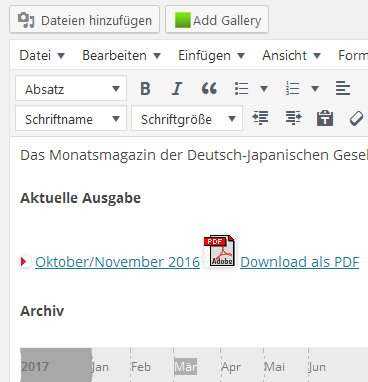 Dateien hinzufügen Add Gallery
Datei Bearbeiten Einfügen Ansicht Form
Absatz B I
Schriftname Schriftgröße T
Das Monatsmagazin der Deutsch-Japanischen Gesel
Aktuelle Ausgabe
Oktober/November 2016 PDF Adobe Download als PDF
Archiv
2017 Jan Feb Mär Apr Mai Jun